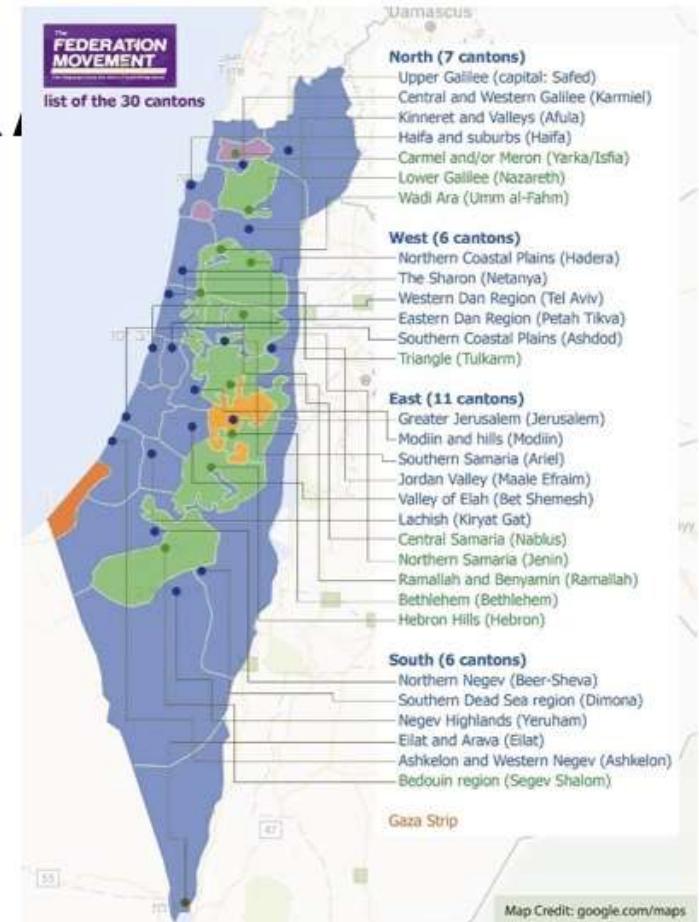 The
FEDERATION
MOVEMENT
list of the 30 cantons
Damascus
North (7 cantons)
Upper Galilee (capital: Safed)
Central and Western Galilee (Karmiel)
Kinneret and Valleys (Afula)
Haifa and suburbs (Haifa)
Carmel and/or Meron (Yarka/Isfia)
Lower Galilee (Nazareth)
Wadi Ara (Umm al-Fahm)
West (6 cantons)
Northern Coastal Plains (Hadera)
The Sharon (Netanya)
Western Dan Region (Tel Aviv)
Eastern Dan Region (Petah Tikva)
Southern Coastal Plains (Ashdod)
Triangle (Tulkarm)
East (11 cantons)
Greater Jerusalem (Jerusalem)
Modiin and hills (Modiin)
Southern Samaria (Ariel)
Jordan Valley (Maale Efraim)
Valley of Elah (Bet Shemesh)
Lachish (Kiryat Gat)
Central Samaria (Nablus)
Northern Samaria (Jenin)
Ramallah and Benyamin (Ramallah)
Bethlehem (Bethlehem)
Hebron Hills (Hebron)
South (6 cantons)
Northern Negev (Beer-Sheva)
Southern Dead Sea region (Dimona)
Negev Highlands (Yeruham)
Eilat and Arava (Eilat)
Ashkelon and Western Negev (Ashkelon)
Bedouin region (Segev Shalom)
Gaza Strip
47
55
Map Credit: google.com/maps